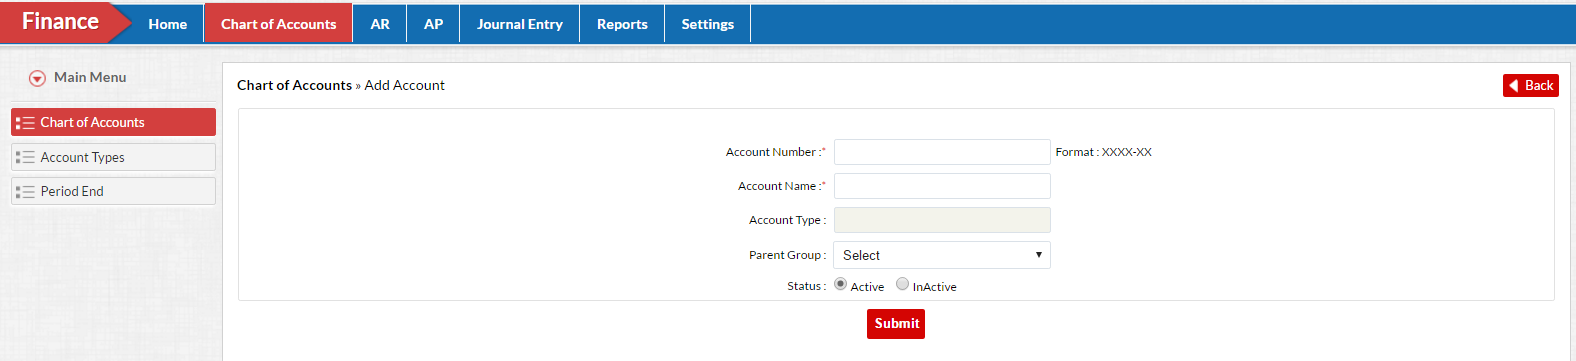 Finance Home Chart of Accounts AR AP Journal Entry Reports Settings
Main Menu
Chart of Accounts
Account Types
Period End
Chart of Accounts » Add Account
Back
Account Number :* Format : XXXX-XX
Account Name :*
Account Type :
Parent Group : Select
Status : Active InActive
Submit